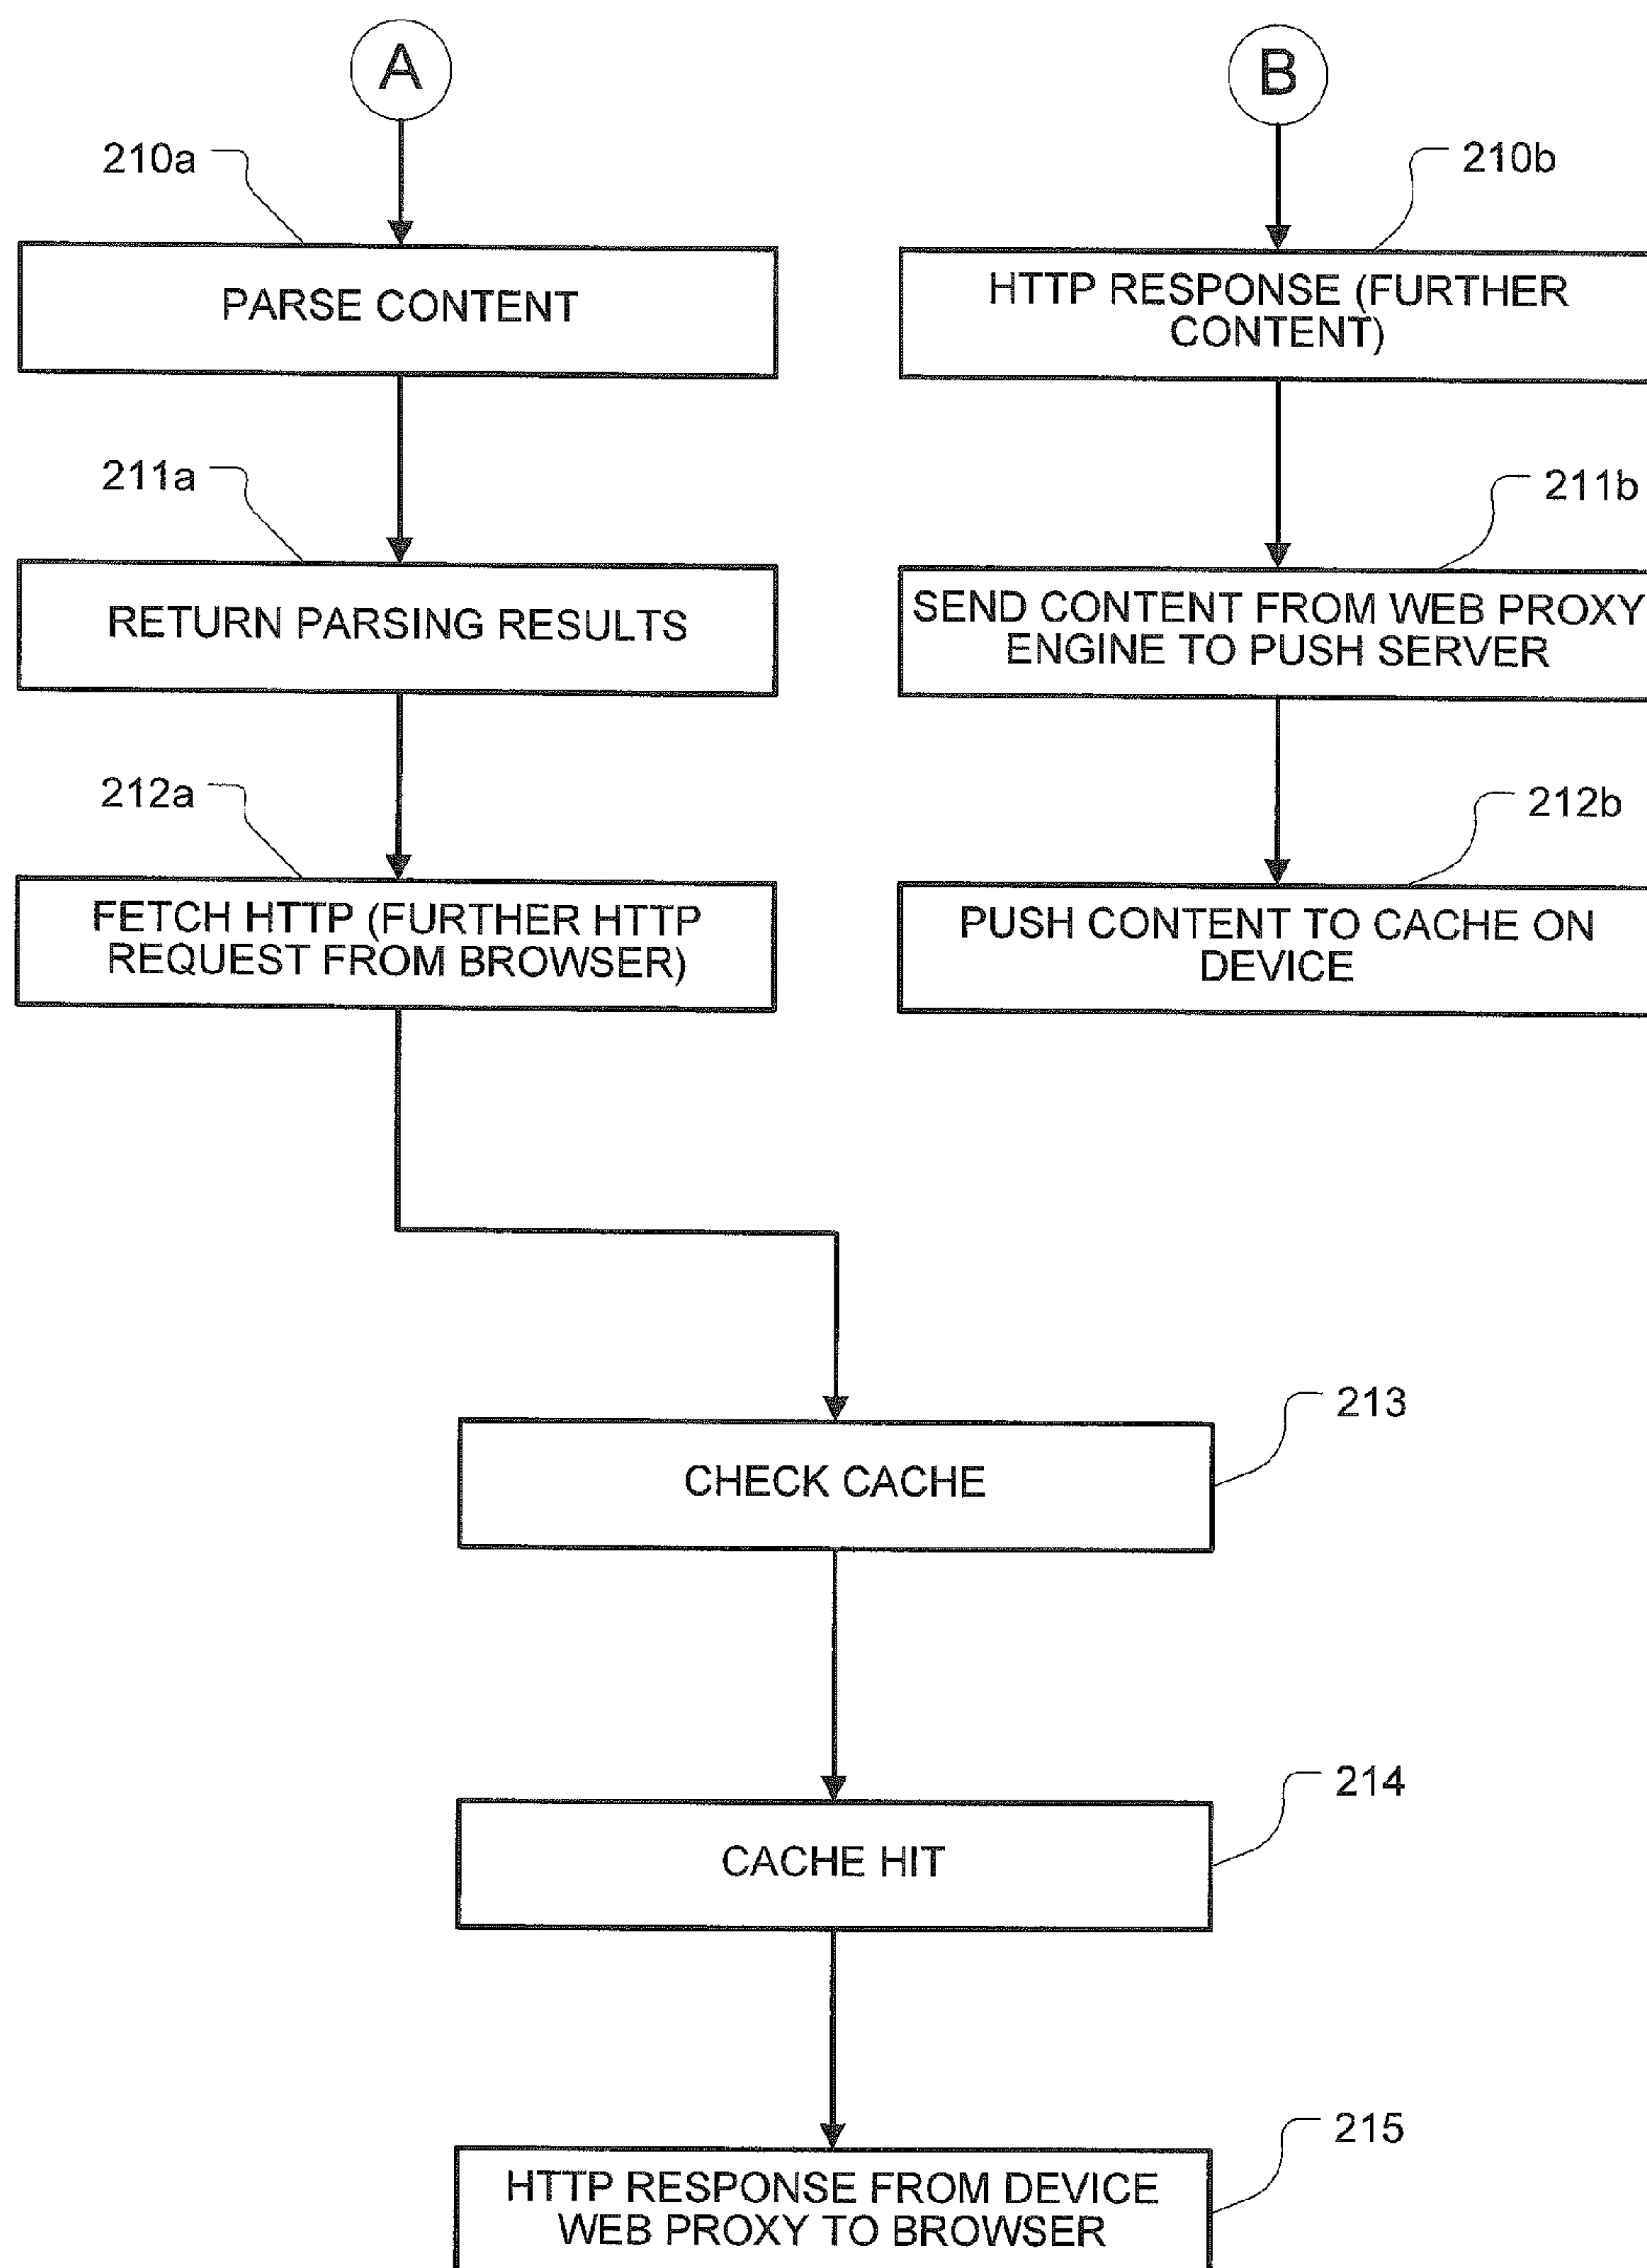 A
210a
PARSE CONTENT
211a
RETURN PARSING RESULTS
212a
FETCH HTTP (FURTHER HTTP
REQUEST FROM BROWSER)
B
210b
HTTP RESPONSE (FURTHER
CONTENT)
211b
SEND CONTENT FROM WEB PROXY
ENGINE TO PUSH SERVER
212b
PUSH CONTENT TO CACHE ON
DEVICE
213
CHECK CACHE
214
CACHE HIT
215
HTTP RESPONSE FROM DEVICE
WEB PROXY TO BROWSER